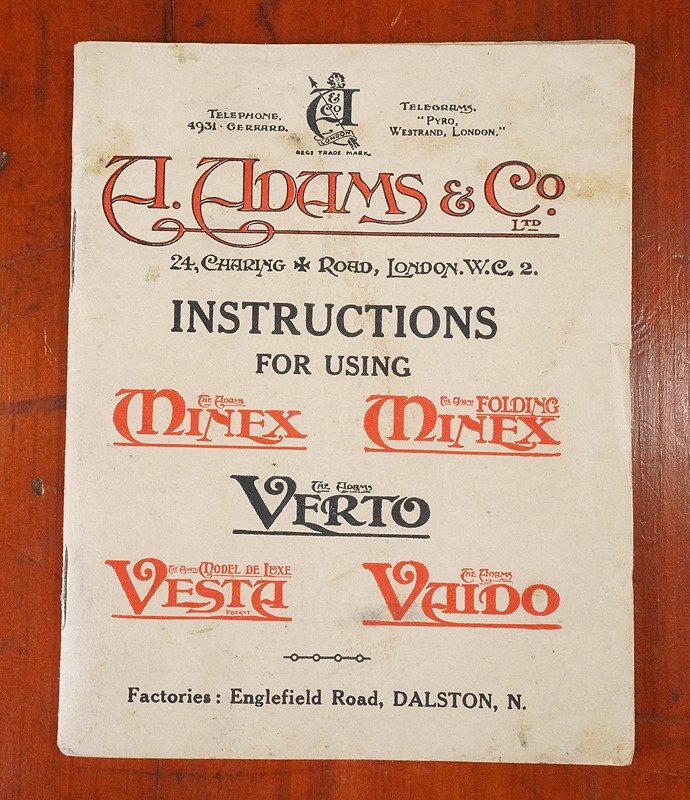 TELEPHONE,
4931 · GERRARD.
A
& Co
LONDON
REGD TRADE MARK
TELEGRAMS.
"PYRO,
WESTRAND, LONDON."
A. ADAMS & Co.
LTD
24, CHARING ✠ ROAD, LONDON. W.C. 2.
INSTRUCTIONS
FOR USING
THE ADAMS
MINEX
THE ADAMS FOLDING
MINEX
THE ADAMS
VERTO
THE ADAMS MODEL DE LUXE
VESTA
PATENT
THE ADAMS
VAIDO
Factories: Englefield Road, DALSTON, N.